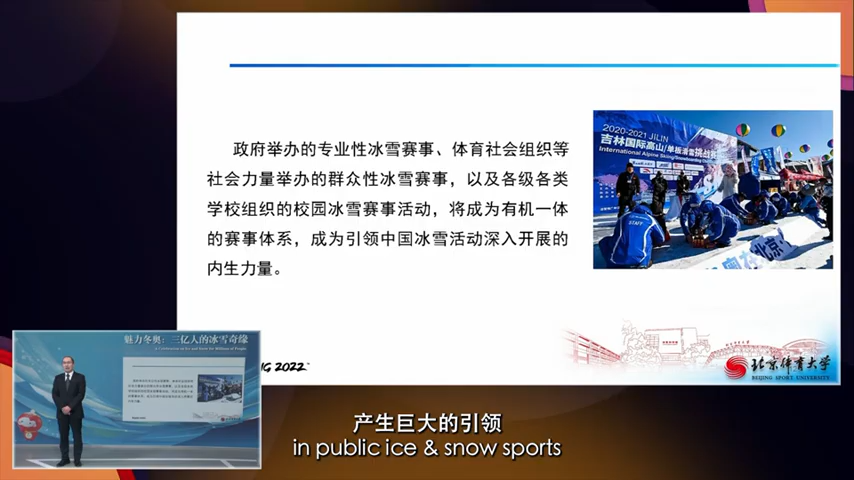 政府举办的专业性冰雪赛事、体育社会组织等
社会力量举办的群众性冰雪赛事，以及各级各类
学校组织的校园冰雪赛事活动，将成为有机一体
的赛事体系，成为引领中国冰雪活动深入开展的
内生力量。
2020-2021 JILIN
吉林国际高山/单板滑雪挑战赛
International Alpine Skiing/Snowboarding
STAFF
北京体育大学
BEIJING SPORT UNIVERSITY
魅力冬奥：三亿人的冰雪奇缘
NG 2022
产生巨大的引领
in public ice & snow sports